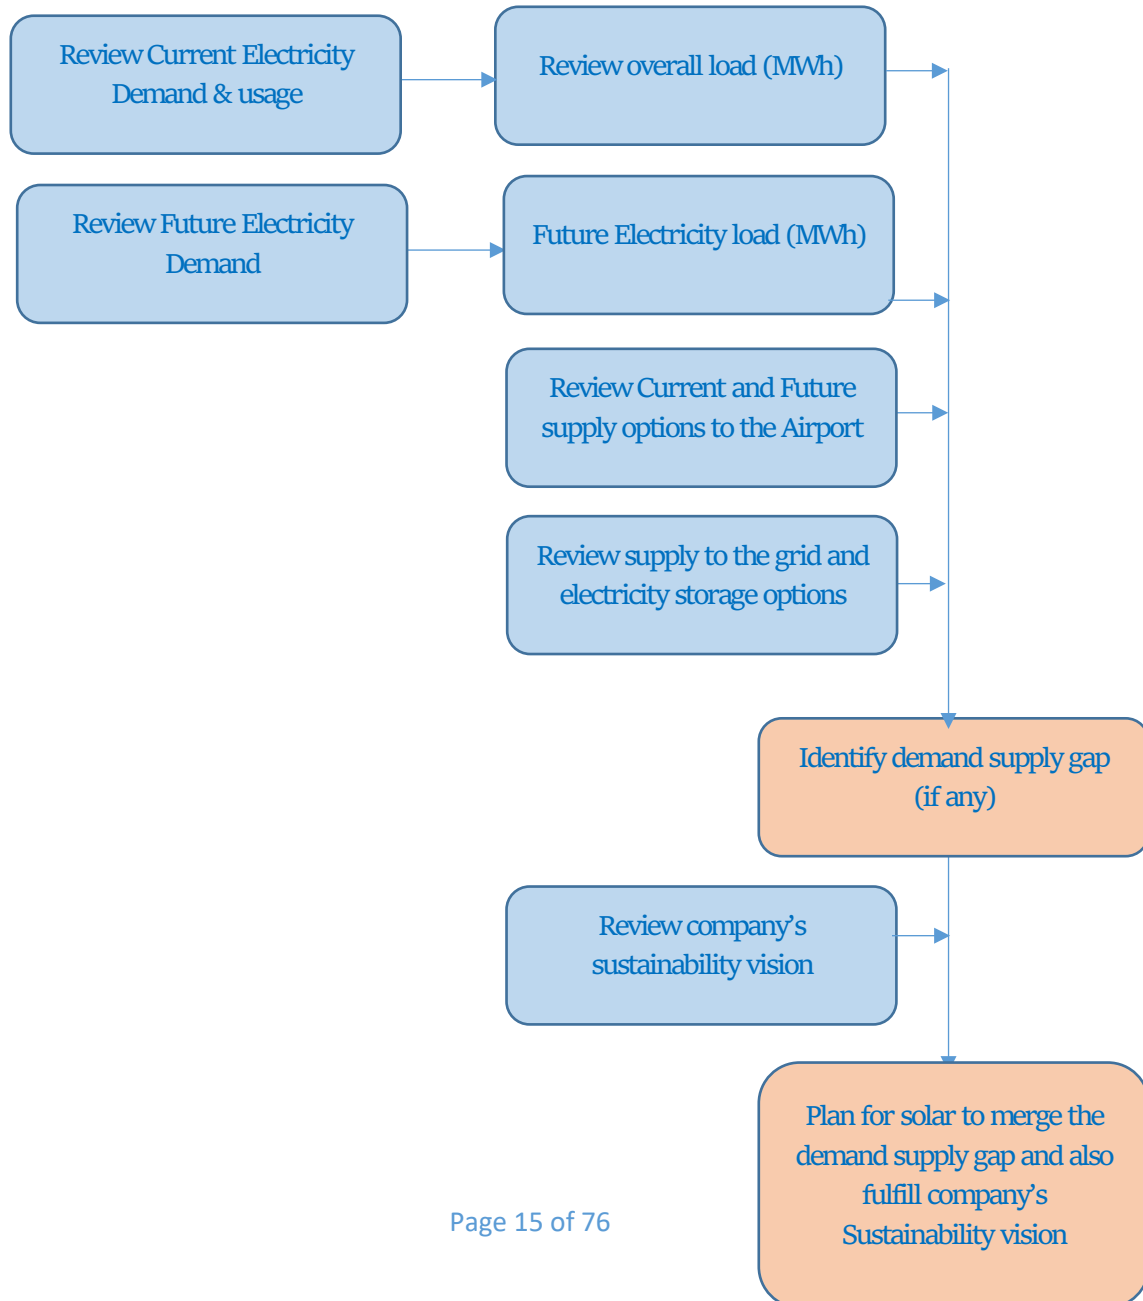 Review Current Electricity
Demand & usage
Review overall load (MWh)
Review Future Electricity
Demand
Future Electricity load (MWh)
Review Current and Future
supply options to the Airport
Review supply to the grid and
electricity storage options
Identify demand supply gap
(if any)
Review company’s
sustainability vision
Plan for solar to merge the
demand supply gap and also
fulfill company’s
Sustainability vision
Page 15 of 76